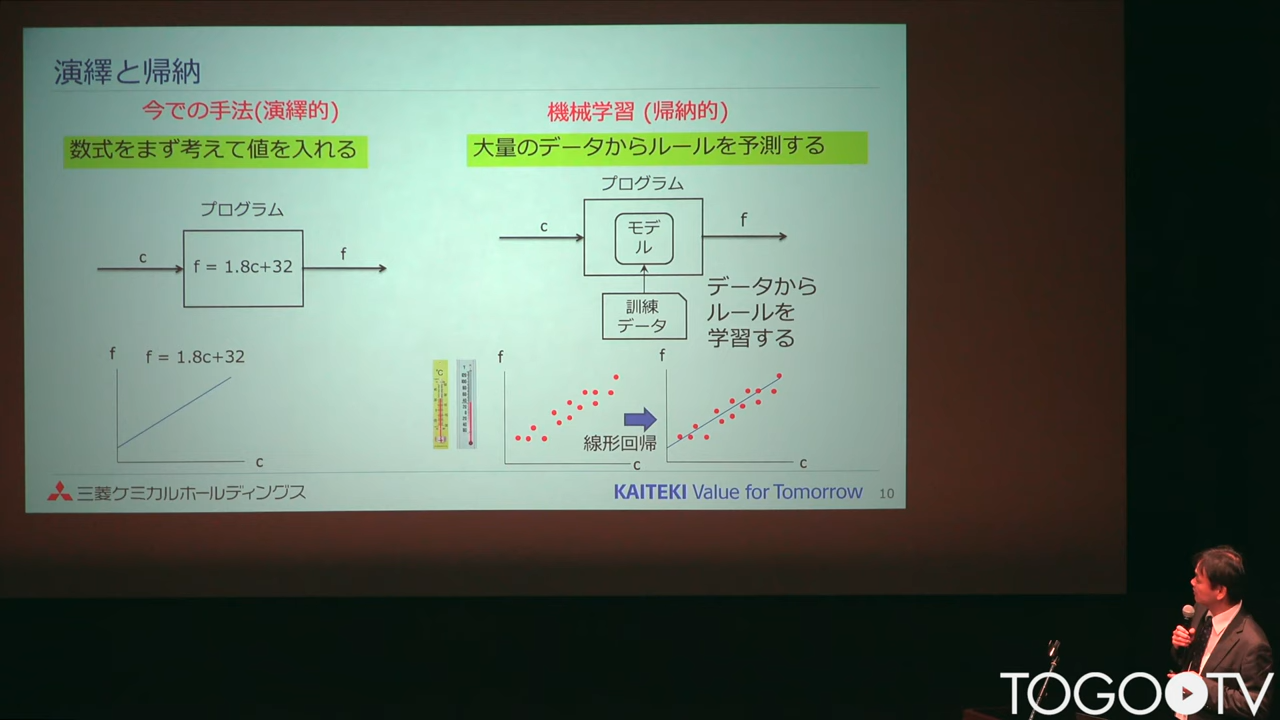 演繹と帰納
今での手法(演繹的)
数式をまず考えて値を入れる
プログラム
c
f = 1.8c+32
f
f
f = 1.8c+32
c
機械学習 (帰納的)
大量のデータからルールを予測する
プログラム
c
モデ
ル
f
訓練
データ
データから
ルールを
学習する
℃
f
線形回帰
c
f
c
三菱ケミカルホールディングス
KAITEKI Value for Tomorrow
10
TOGOTV